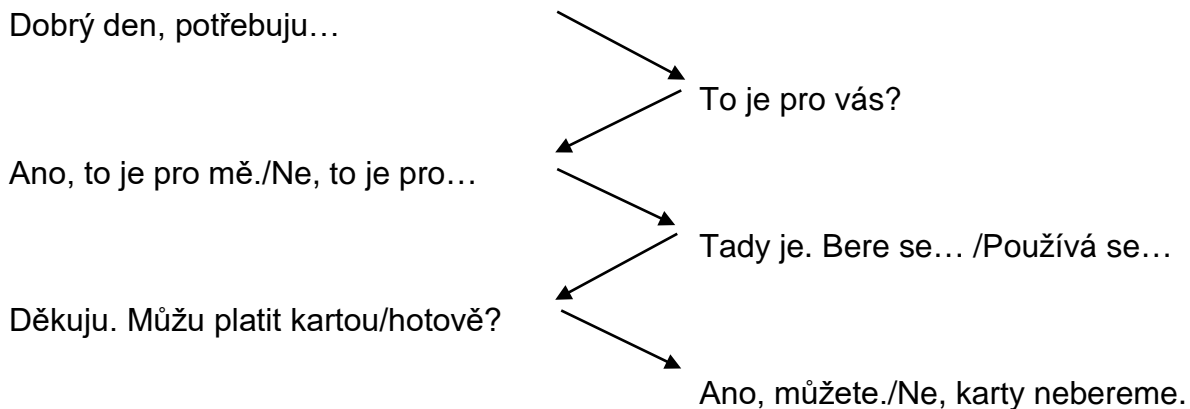 Dobrý den, potřebuju…
To je pro vás?
Ano, to je pro mě./Ne, to je pro…
Tady je. Bere se… /Používá se…
Děkuju. Můžu platit kartou/hotově?
Ano, můžete./Ne, karty nebereme.